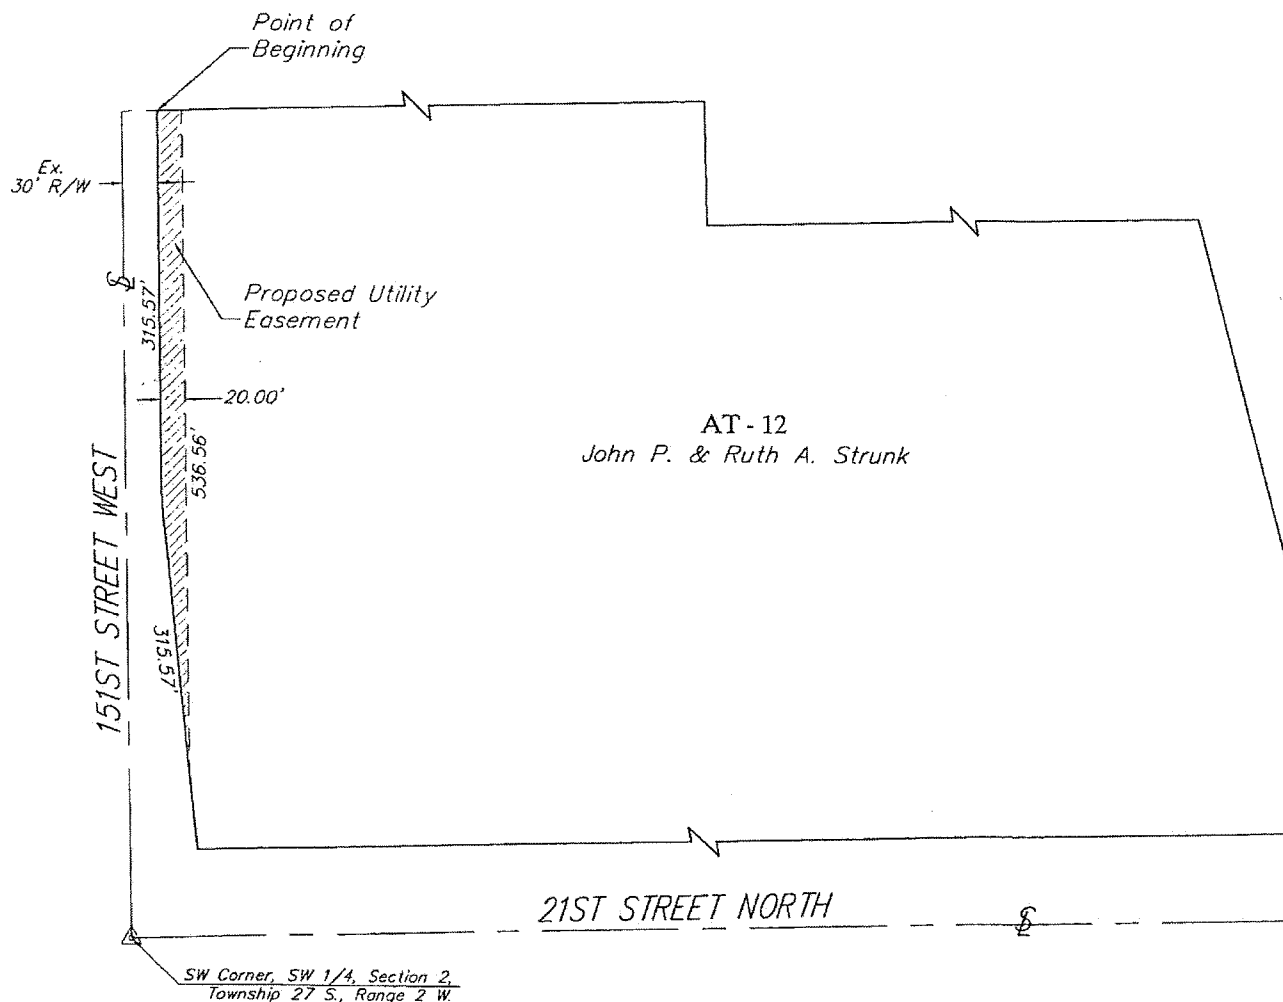 Point of
Beginning
Ex.
30' R/W
315.57'
Proposed Utility
Easement
20.00'
536.56'
AT - 12
John P. & Ruth A. Strunk
151ST STREET WEST
315.57'
21ST STREET NORTH
SW Corner, SW 1/4, Section 2,
Township 27 S., Range 2 W.